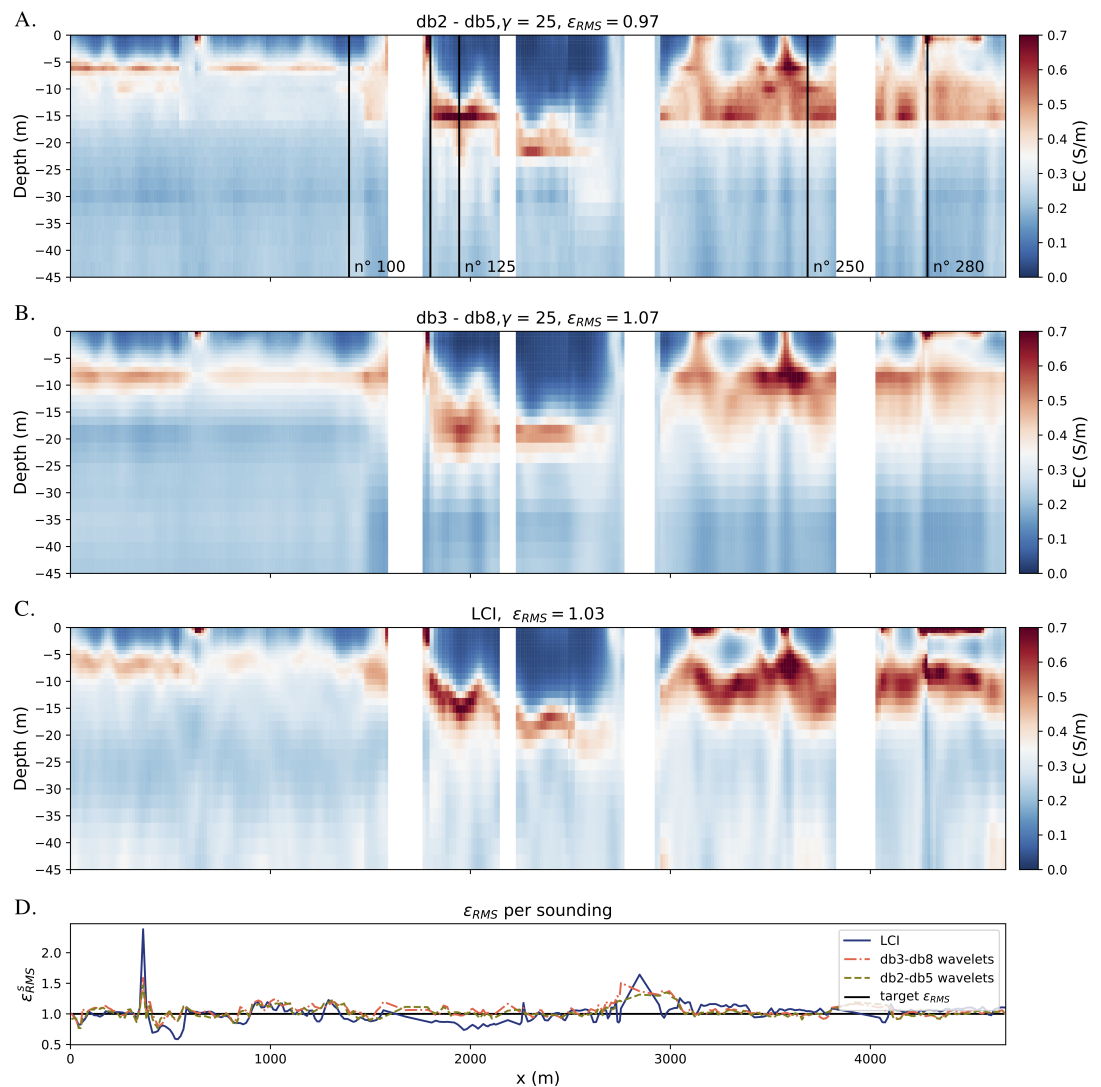 A.
db2 - db5,γ = 25, εRMS = 0.97
0
−5
−10
−15
−20
−25
−30
−35
−40
−45
Depth (m)
n° 100
n° 125
n° 250
n° 280
0.7
0.6
0.5
0.4
0.3
0.2
0.1
0.0
EC (S/m)
B.
db3 - db8,γ = 25, εRMS = 1.07
0
−5
−10
−15
−20
−25
−30
−35
−40
−45
Depth (m)
0.7
0.6
0.5
0.4
0.3
0.2
0.1
0.0
EC (S/m)
C.
LCI, εRMS = 1.03
0
−5
−10
−15
−20
−25
−30
−35
−40
−45
Depth (m)
0.7
0.6
0.5
0.4
0.3
0.2
0.1
0.0
EC (S/m)
D.
εRMS per sounding
2.0
1.5
1.0
0.5
ε^s_RMS
LCI
db3-db8 wavelets
db2-db5 wavelets
target εRMS
0 1000 2000 3000 4000
x (m)